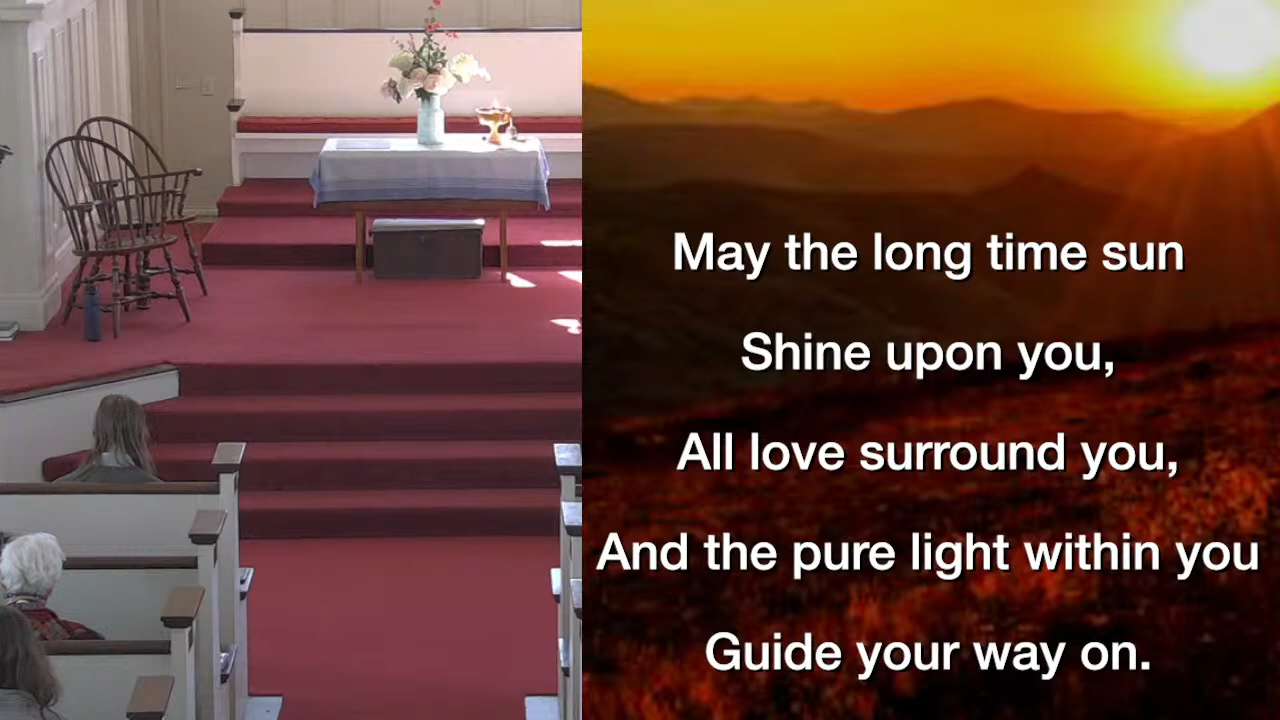 May the long time sun
Shine upon you,
All love surround you,
And the pure light within you
Guide your way on.